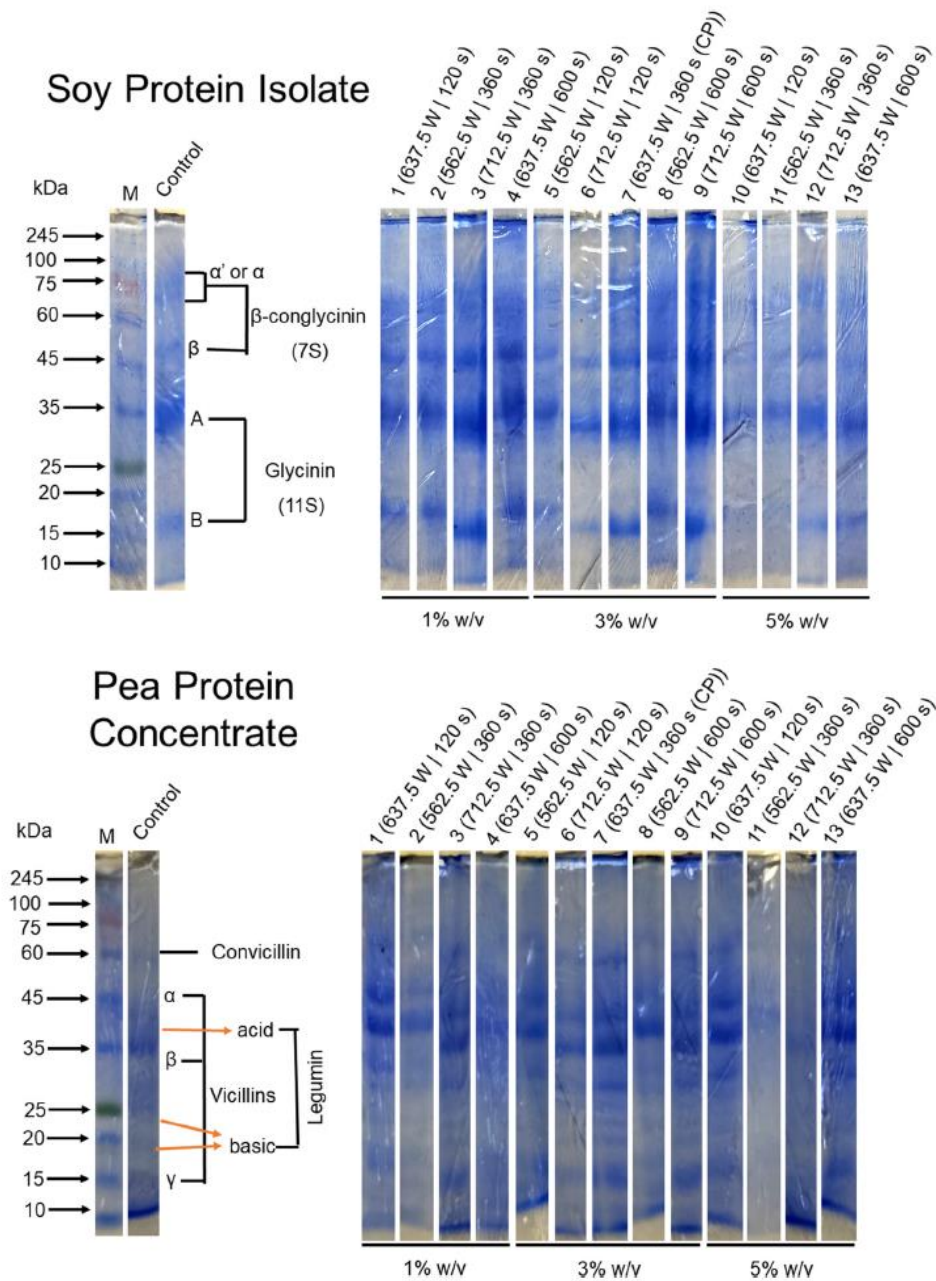 Soy Protein Isolate
kDa
M
Control
1 (637.5 W | 120 s)
2 (562.5 W | 360 s)
3 (712.5 W | 360 s)
4 (637.5 W | 600 s)
5 (562.5 W | 120 s)
6 (712.5 W | 120 s)
7 (637.5 W | 360 s (CP))
8 (562.5 W | 600 s)
9 (712.5 W | 600 s)
10 (637.5 W | 120 s)
11 (562.5 W | 360 s)
12 (712.5 W | 360 s)
13 (637.5 W | 600 s)
245
100
75
60
45
35
25
20
15
10
α' or α
β-conglycinin
(7S)
β
A
Glycinin
(11S)
B
1% w/v
3% w/v
5% w/v
Pea Protein
Concentrate
kDa
M
Control
1 (637.5 W | 120 s)
2 (562.5 W | 360 s)
3 (712.5 W | 360 s)
4 (637.5 W | 600 s)
5 (562.5 W | 120 s)
6 (712.5 W | 120 s)
7 (637.5 W | 360 s (CP))
8 (562.5 W | 600 s)
9 (712.5 W | 600 s)
10 (637.5 W | 120 s)
11 (562.5 W | 360 s)
12 (712.5 W | 360 s)
13 (637.5 W | 600 s)
245
100
75
60
45
35
25
20
15
10
Convicillin
α
acid
β
Vicillins
Legumin
basic
γ
1% w/v
3% w/v
5% w/v